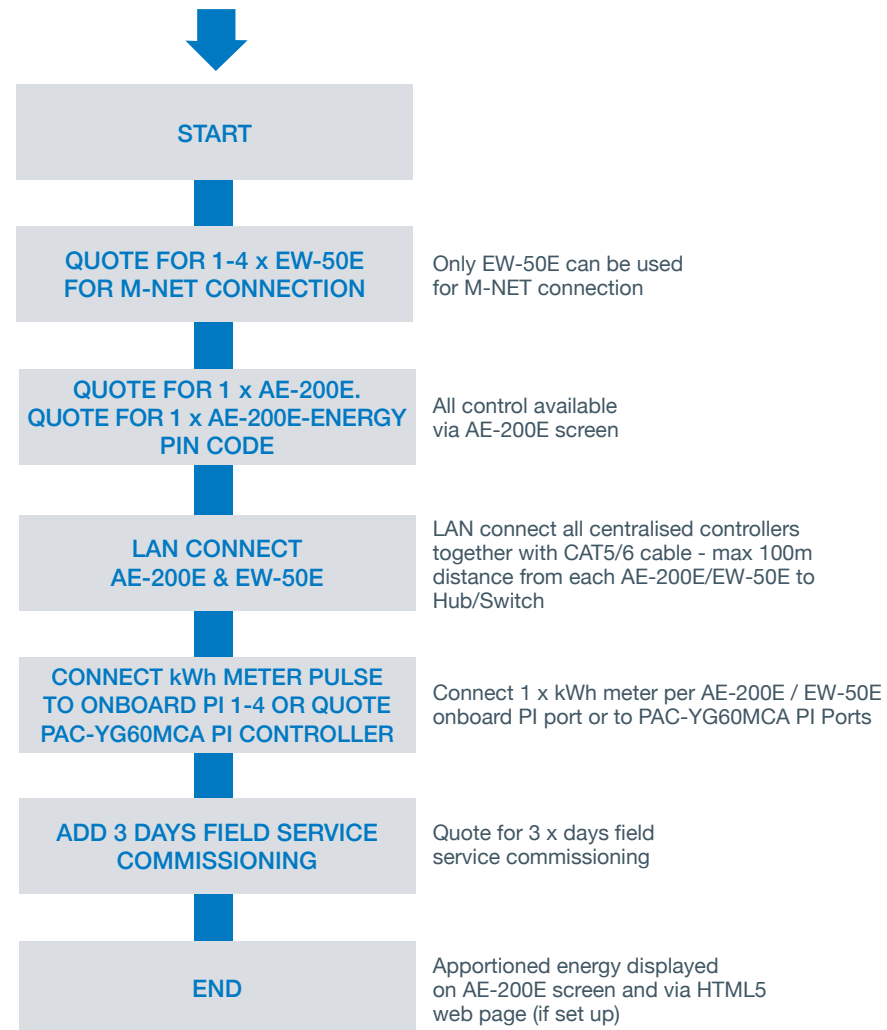 START
QUOTE FOR 1-4 x EW-50E
FOR M-NET CONNECTION
Only EW-50E can be used
for M-NET connection
QUOTE FOR 1 x AE-200E.
QUOTE FOR 1 x AE-200E-ENERGY
PIN CODE
All control available
via AE-200E screen
LAN CONNECT
AE-200E & EW-50E
LAN connect all centralised controllers
together with CAT5/6 cable - max 100m
distance from each AE-200E/EW-50E to
Hub/Switch
CONNECT kWh METER PULSE
TO ONBOARD PI 1-4 OR QUOTE
PAC-YG60MCA PI CONTROLLER
Connect 1 x kWh meter per AE-200E / EW-50E
onboard PI port or to PAC-YG60MCA PI Ports
ADD 3 DAYS FIELD SERVICE
COMMISSIONING
Quote for 3 x days field
service commissioning
END
Apportioned energy displayed
on AE-200E screen and via HTML5
web page (if set up)